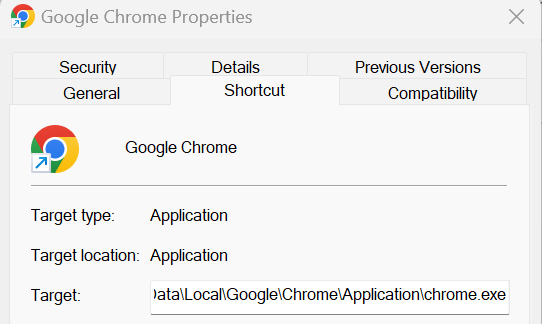 Google Chrome Properties
Security Details Previous Versions
General Shortcut Compatibility
Google Chrome
Target type: Application
Target location: Application
Target: Data\Local\Google\Chrome\Application\chrome.exe